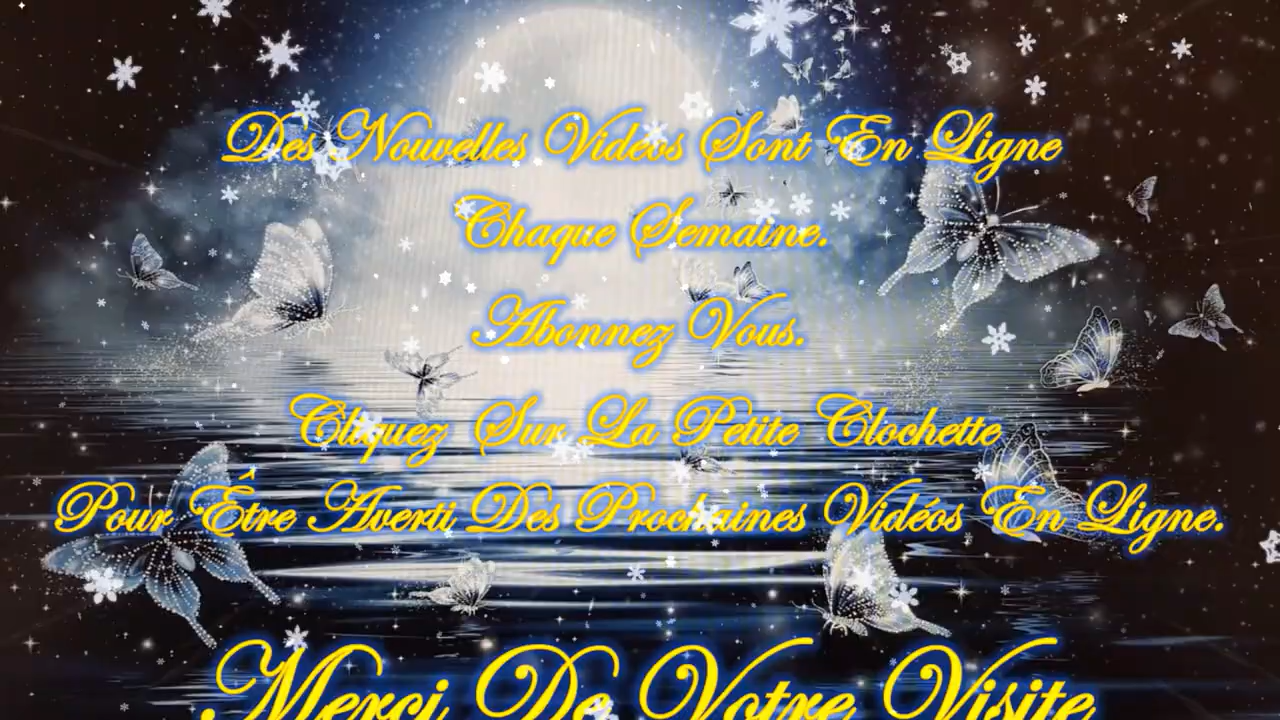 Des Nouvelles Videos Sont En Ligne
Chaque Semaine.
Abonnez Vous.
Cliquez Sur La Petite Clochette
Pour Être Averti Des Prochaines Vidéos En Ligne.
Merci De Votre Visite